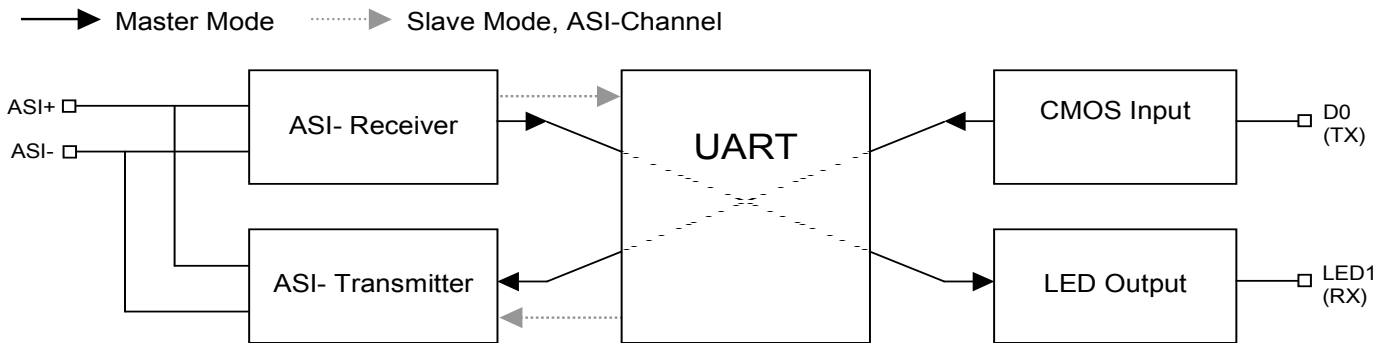 Master Mode
Slave Mode, ASI-Channel
ASI+
ASI-
ASI- Receiver
UART
CMOS Input
D0
(TX)
ASI- Transmitter
LED Output
LED1
(RX)